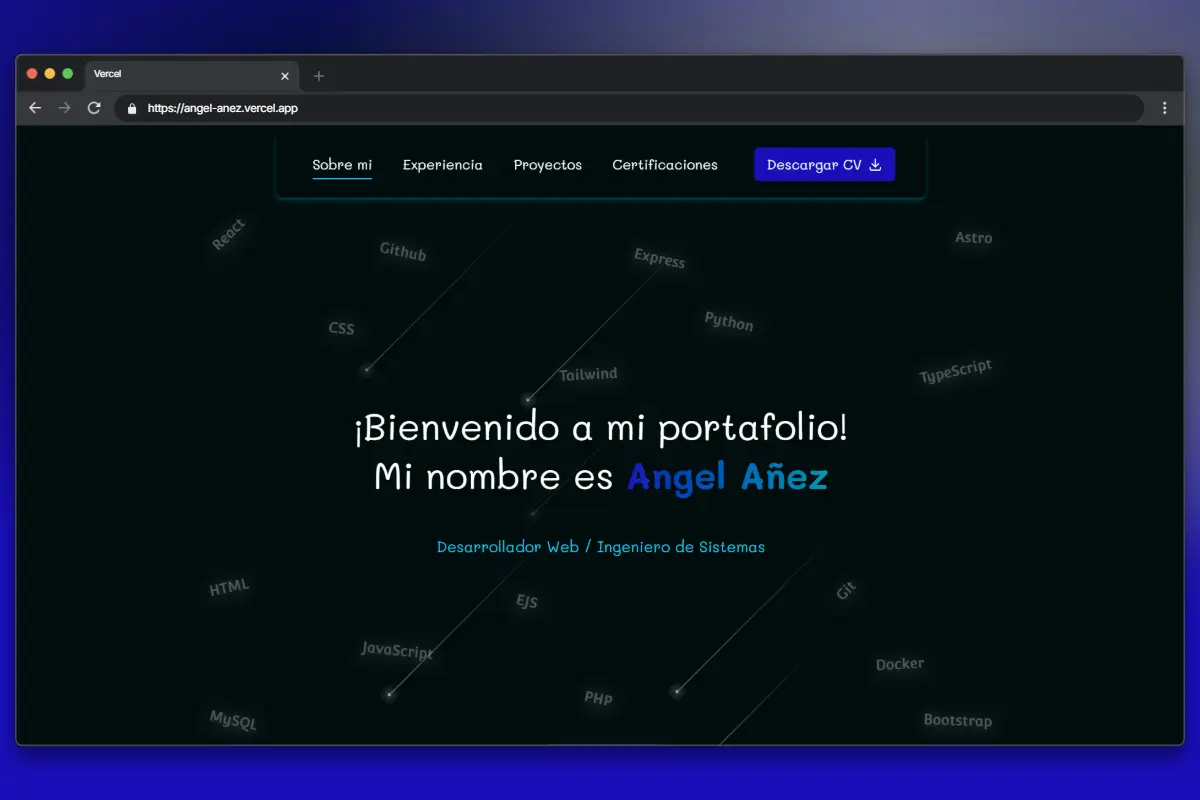 Vercel
https://angel-anez.vercel.app
Sobre mi Experiencia Proyectos Certificaciones Descargar CV
React
Github
Express
Astro
CSS
Python
Tailwind
TypeScript
¡Bienvenido a mi portafolio!
Mi nombre es Angel Añez
Desarrollador Web / Ingeniero de Sistemas
HTML
EJS
Git
JavaScript
Docker
PHP
MySQL
Bootstrap